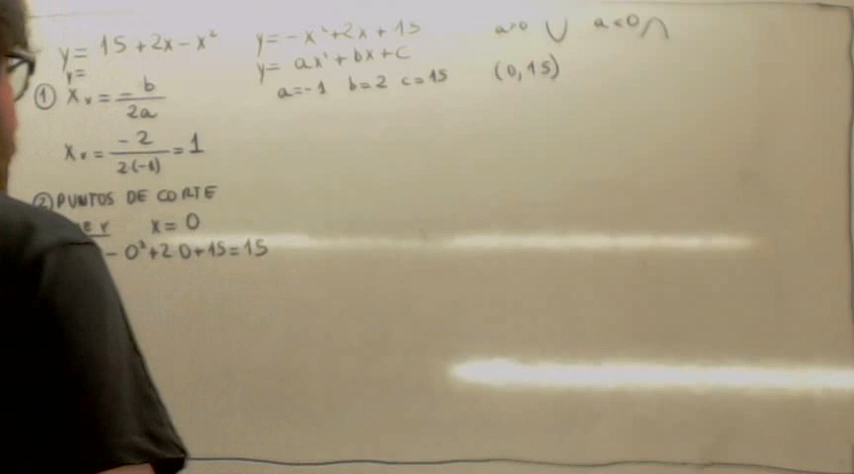 y = 15 + 2x - x²
y =
① Xᵥ = -b / 2a
Xᵥ = -2 / 2·(-1) = 1
② PUNTOS DE CORTE
x = 0
- 0² + 2·0 + 15 = 15
y = -x² + 2x + 15
y = ax² + bx + c
a = -1 b = 2 c = 15
(0, 15)
a > 0 ∪ a < 0 ∩